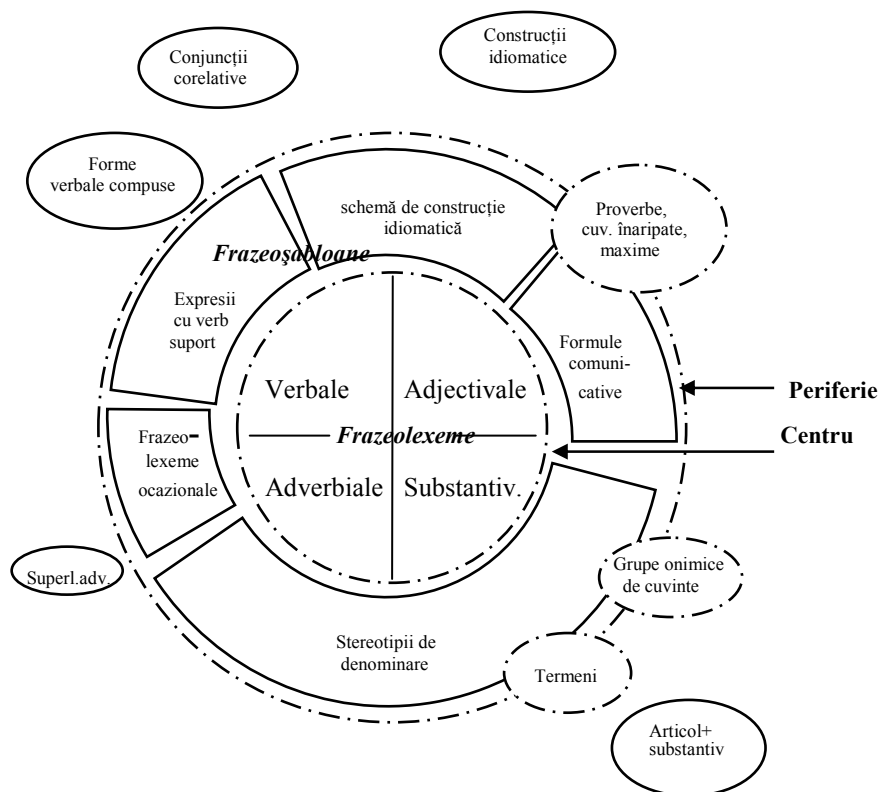 Construcții
idiomatice
Conjuncții
corelative
Forme
verbale compuse
schemă de construcție
idiomatică
Proverbe,
cuv. înaripate,
maxime
Frazeoşabloane
Expresii
cu verb
suport
Formule
comuni-
cative
Verbale
Adjectivale
Periferie
Centru
Frazeolexeme
Frazeo-
lexeme
ocazionale
Adverbiale
Substantiv.
Superl.adv.
Grupe onimice
de cuvinte
Stereotipii de
denominare
Termeni
Articol+
substantiv